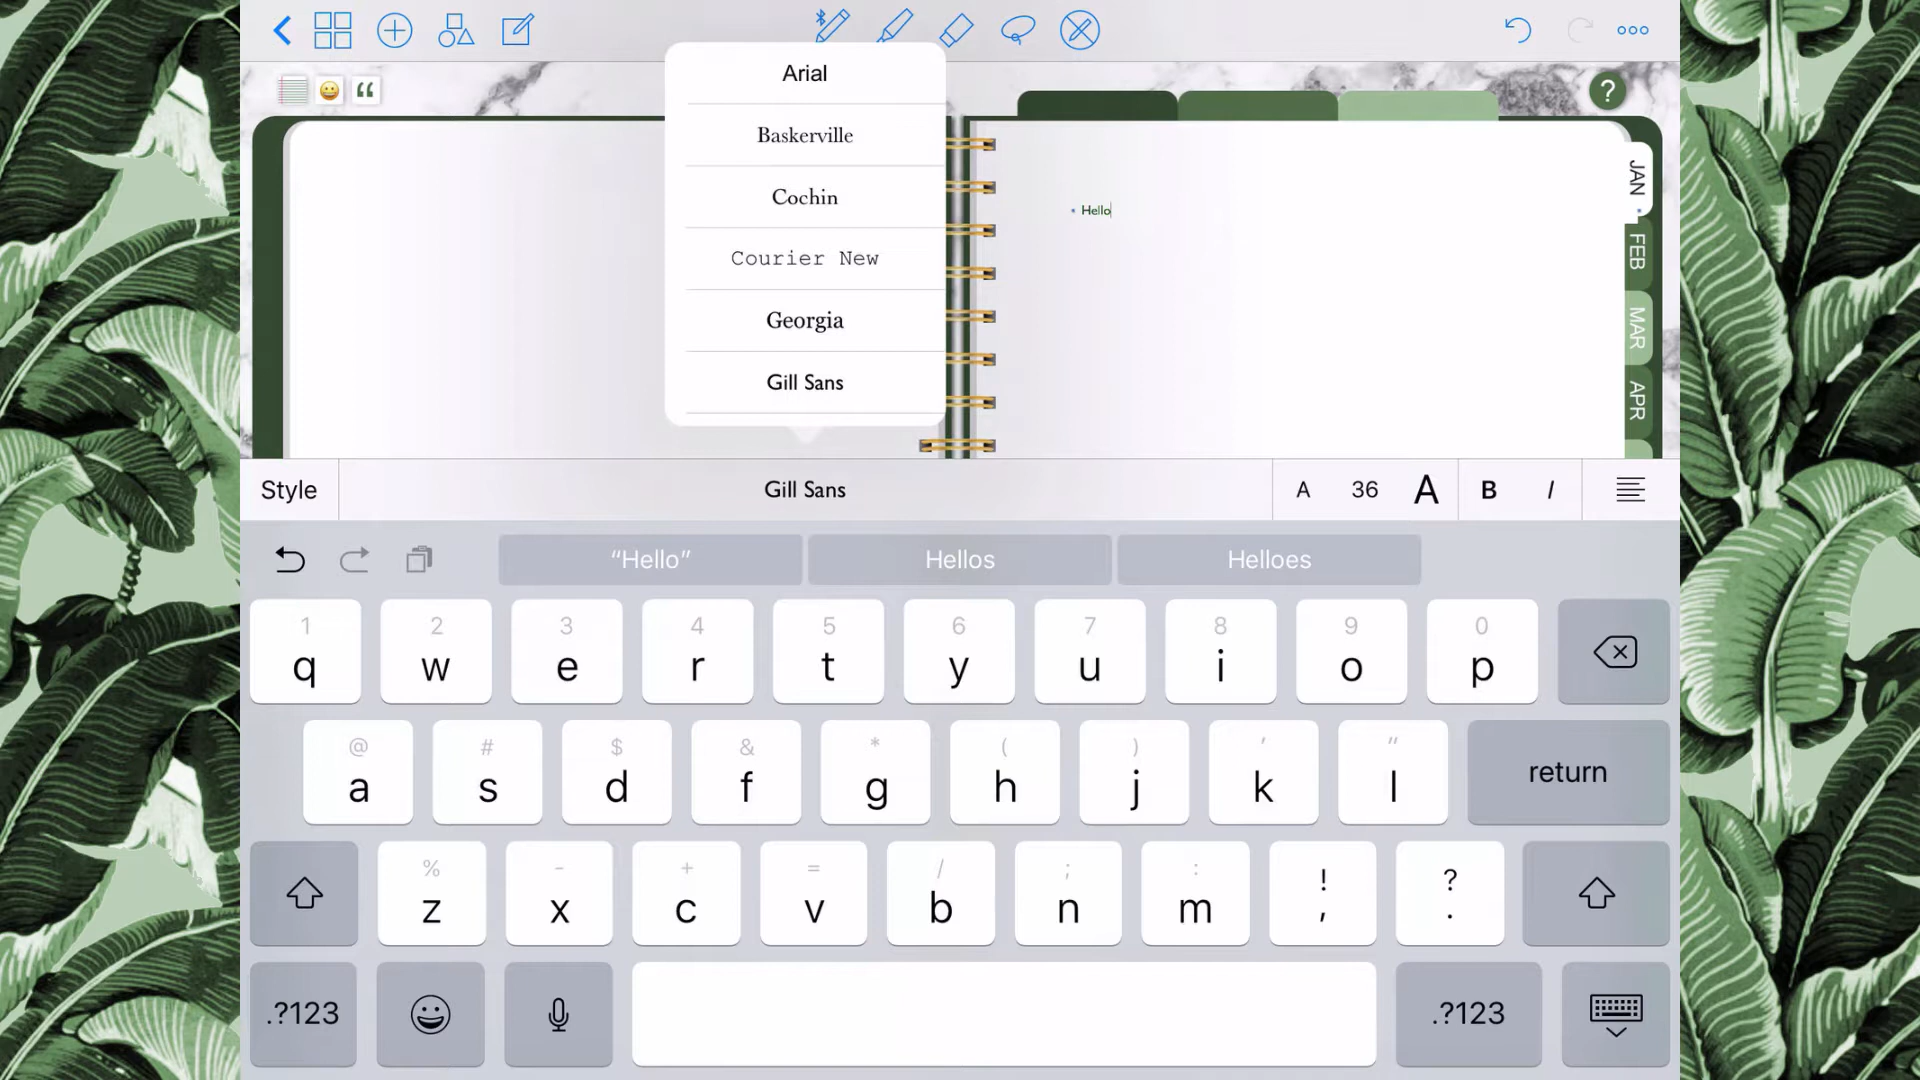 Arial
Baskerville
Cochin
Courier New
Georgia
Gill Sans
?
Hello
JAN
FEB
MAR
APR
Style
Gill Sans
A 36 A B I
“Hello” Hellos Helloes
1 2 3 4 5 6 7 8 9 0
q w e r t y u i o p
@ # $ & * ( ) ' "
a s d f g h j k l return
% - + = / ; : ! ?
z x c v b n m , .
.?123 .?123